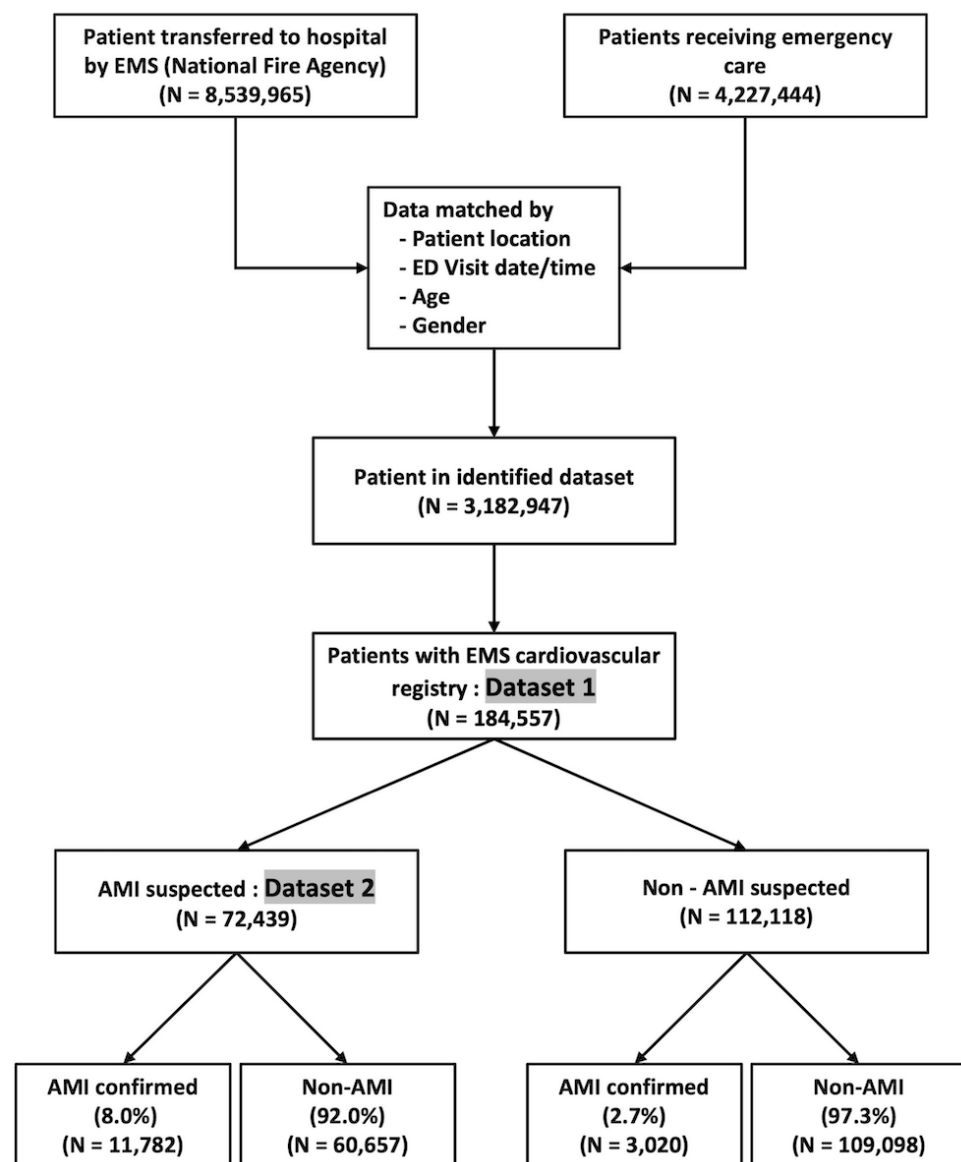 Patient transferred to hospital
by EMS (National Fire Agency)
(N = 8,539,965)
Patients receiving emergency
care
(N = 4,227,444)
Data matched by
- Patient location
- ED Visit date/time
- Age
- Gender
Patient in identified dataset
(N = 3,182,947)
Patients with EMS cardiovascular
registry : Dataset 1
(N = 184,557)
AMI suspected : Dataset 2
(N = 72,439)
Non - AMI suspected
(N = 112,118)
AMI confirmed
(8.0%)
(N = 11,782)
Non-AMI
(92.0%)
(N = 60,657)
AMI confirmed
(2.7%)
(N = 3,020)
Non-AMI
(97.3%)
(N = 109,098)